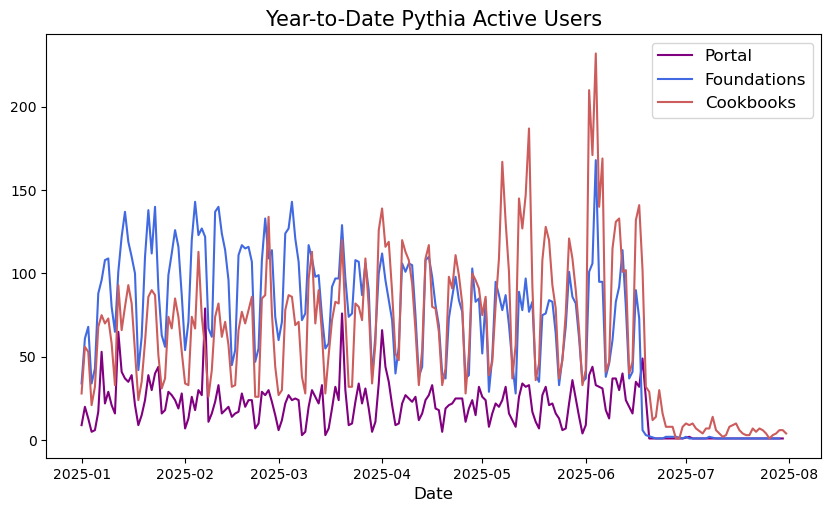 Year-to-Date Pythia Active Users
Portal
Foundations
Cookbooks
200
150
100
50
0
2025-01 2025-02 2025-03 2025-04 2025-05 2025-06 2025-07 2025-08
Date